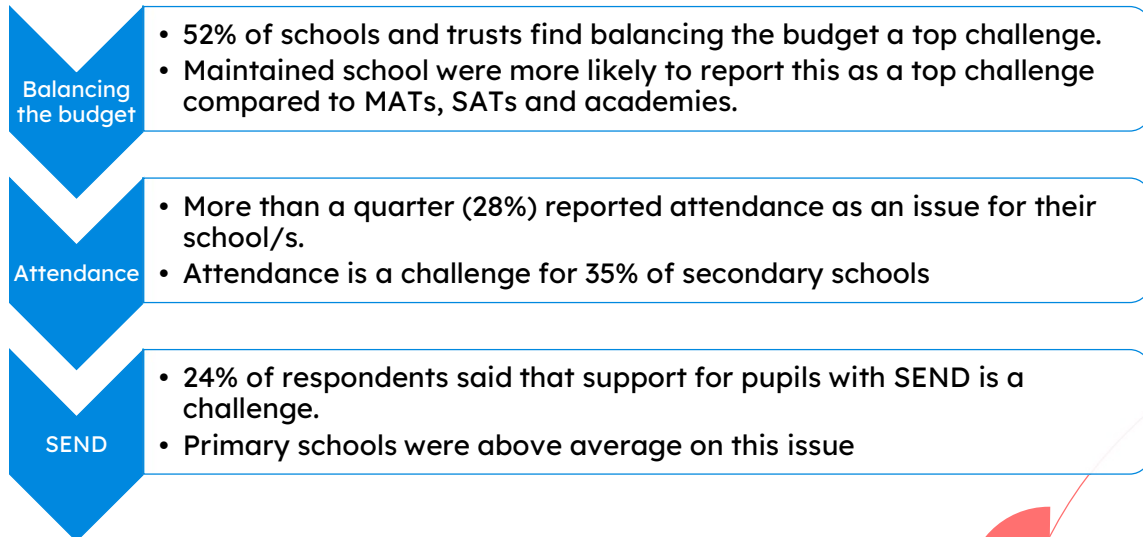 Balancing
the budget
• 52% of schools and trusts find balancing the budget a top challenge.
• Maintained school were more likely to report this as a top challenge
compared to MATs, SATs and academies.
Attendance
• More than a quarter (28%) reported attendance as an issue for their
school/s.
• Attendance is a challenge for 35% of secondary schools
SEND
• 24% of respondents said that support for pupils with SEND is a
challenge.
• Primary schools were above average on this issue